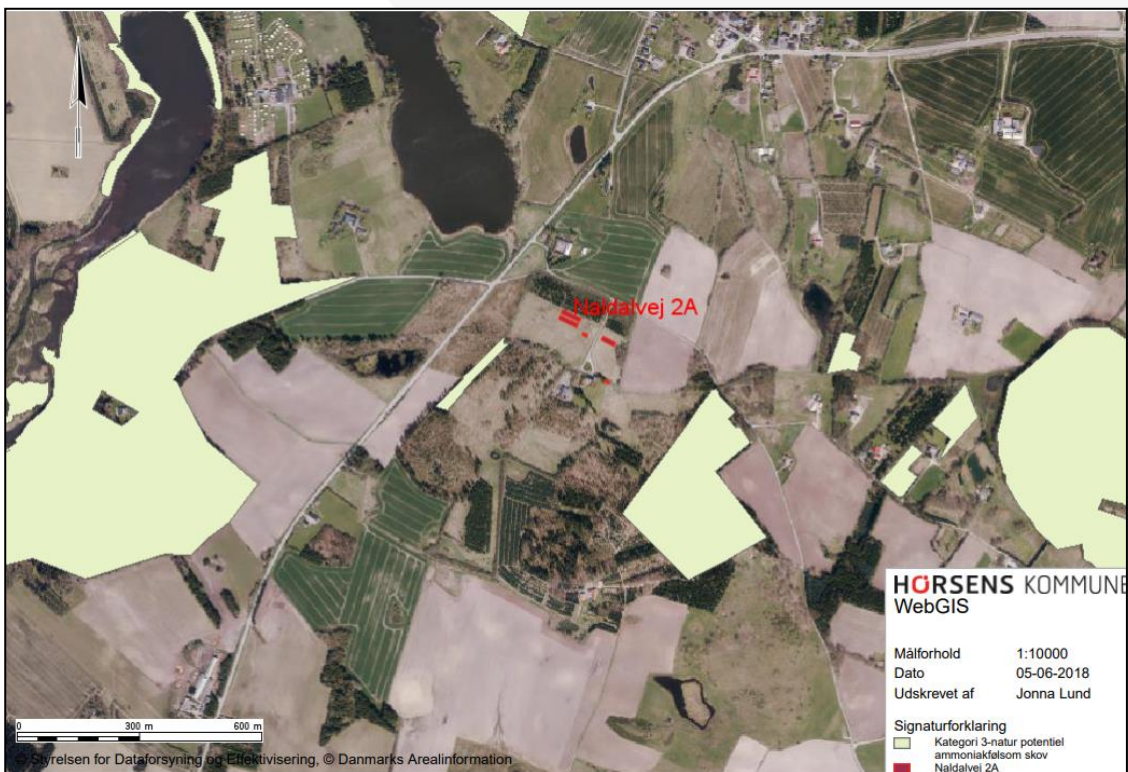 Naldalvej 2A
HORSENS KOMMUNE
WebGIS
Målforhold 1:10000
Dato 05-06-2018
Udskrevet af Jonna Lund
Signaturforklaring
Kategori 3-natur potentiel
ammoniakfølsom skov
Naldalvej 2A
0 300 m 600 m
© Styrelsen for Dataforsyning og Effektivisering, © Danmarks Arealinformation